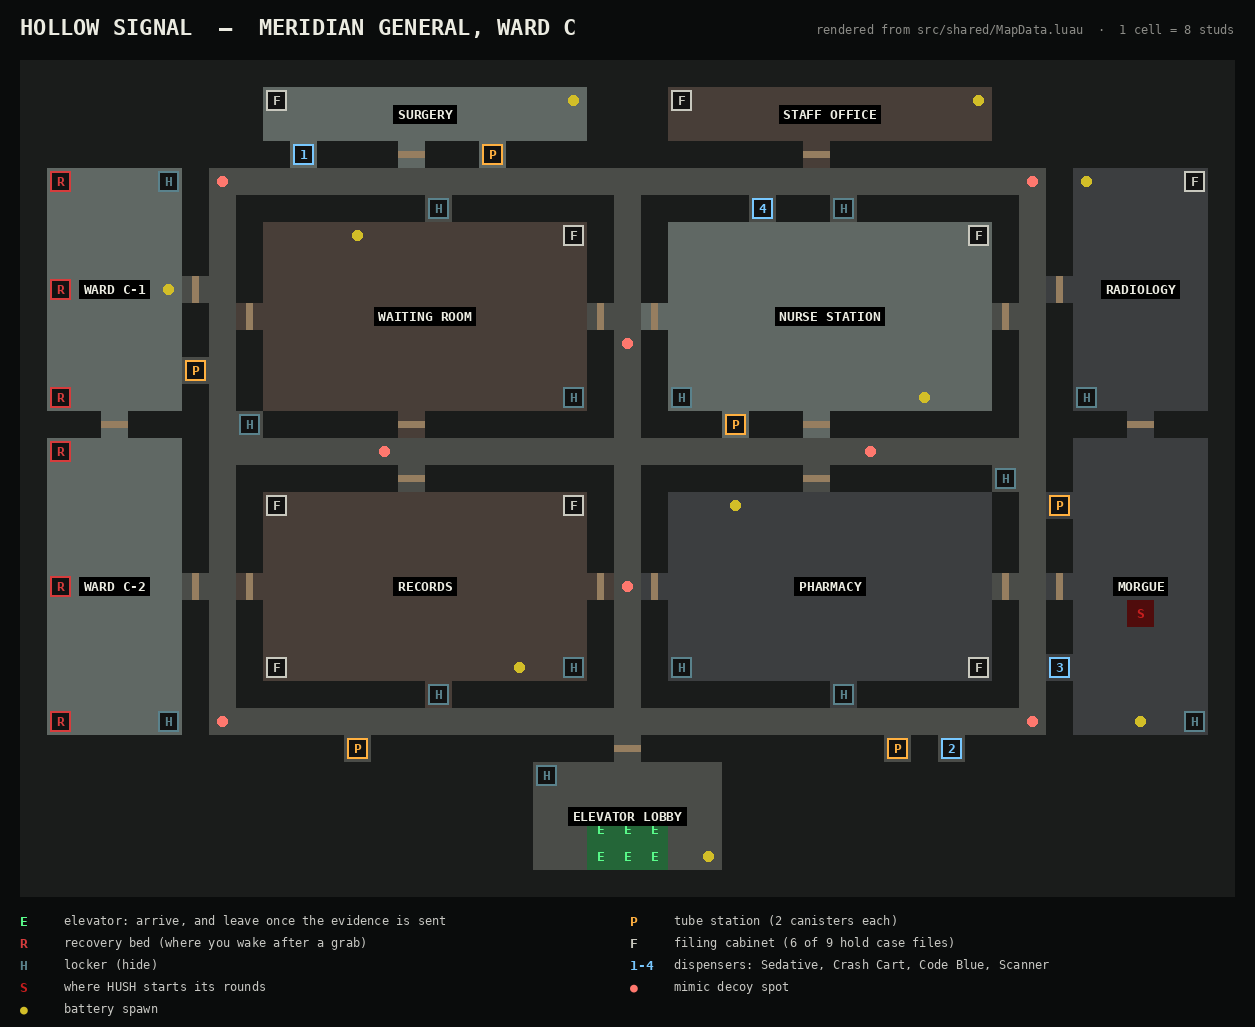 HOLLOW SIGNAL — MERIDIAN GENERAL, WARD C
rendered from src/shared/MapData.luau · 1 cell = 8 studs
F
F
SURGERY
STAFF OFFICE
1
P
R
H
F
H
4
H
F
F
R
WARD C-1
RADIOLOGY
WAITING ROOM
NURSE STATION
P
R
H
H
H
H
P
R
H
F
F
P
R
WARD C-2
RECORDS
PHARMACY
MORGUE
S
F
H
H
F
3
H
H
R
H
H
P
P
2
H
ELEVATOR LOBBY
E E E
E E E
E elevator: arrive, and leave once the evidence is sent
R recovery bed (where you wake after a grab)
H locker (hide)
S where HUSH starts its rounds
battery spawn
P tube station (2 canisters each)
F filing cabinet (6 of 9 hold case files)
1-4 dispensers: Sedative, Crash Cart, Code Blue, Scanner
mimic decoy spot